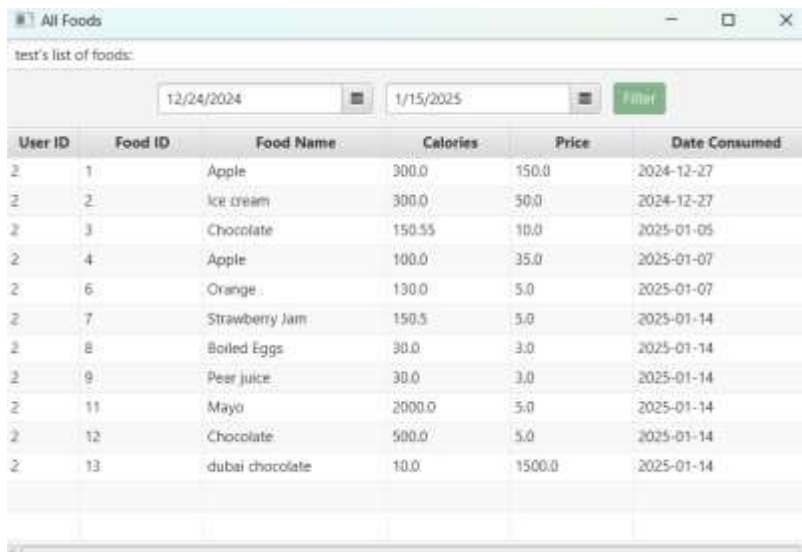 All Foods
test's list of foods:
12/24/2024 1/15/2025 Filter
User ID Food ID Food Name Calories Price Date Consumed
2 1 Apple 300.0 150.0 2024-12-27
2 2 Ice cream 300.0 50.0 2024-12-27
2 3 Chocolate 150.55 10.0 2025-01-05
2 4 Apple 100.0 35.0 2025-01-07
2 6 Orange 130.0 5.0 2025-01-07
2 7 Strawberry Jam 150.5 5.0 2025-01-14
2 8 Boiled Eggs 30.0 3.0 2025-01-14
2 9 Pear juice 30.0 3.0 2025-01-14
2 11 Mayo 2000.0 5.0 2025-01-14
2 12 Chocolate 500.0 5.0 2025-01-14
2 13 dubai chocolate 10.0 1500.0 2025-01-14